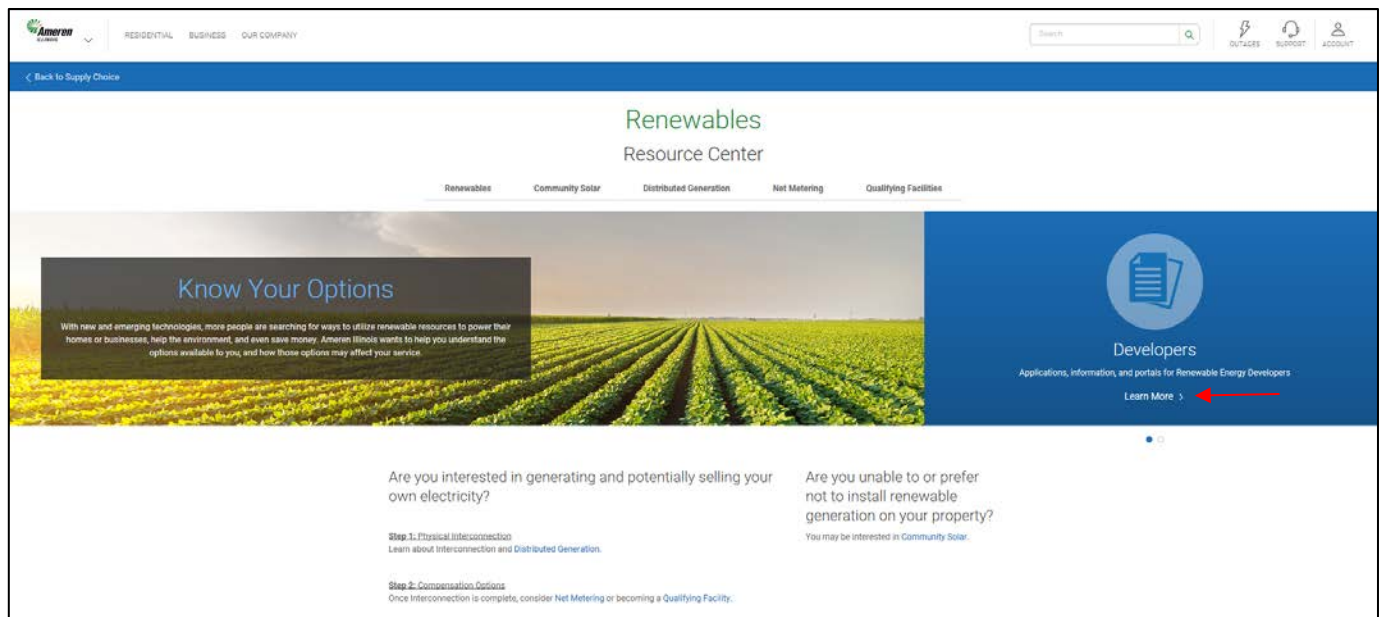 Ameren
ILLINOIS
RESIDENTIAL BUSINESS OUR COMPANY
Search
OUTAGES SUPPORT ACCOUNT
< Back to Supply Choice
Renewables
Resource Center
Renewables Community Solar Distributed Generation Net Metering Qualifying Facilities
Know Your Options
With new and emerging technologies, more people are searching for ways to utilize renewable resources to power their
homes or businesses, help the environment, and even save money. Ameren Illinois wants to help you understand the
options available to you, and how those options may affect your service.
Developers
Applications, information, and portals for Renewable Energy Developers
Learn More >
Are you interested in generating and potentially selling your
own electricity?
Step 1: Physical Interconnection
Learn about Interconnection and Distributed Generation.
Step 2: Compensation Options
Once Interconnection is complete, consider Net Metering or becoming a Qualifying Facility.
Are you unable to or prefer
not to install renewable
generation on your property?
You may be interested in Community Solar.